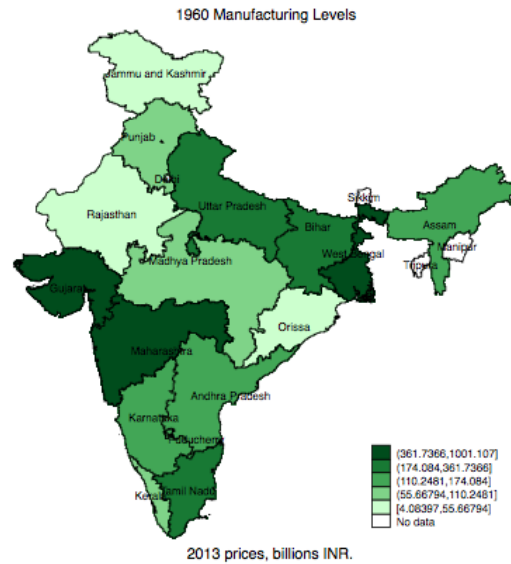 1960 Manufacturing Levels
Jammu and Kashmir
Punjab
Delhi
Rajasthan
Uttar Pradesh
Sikkim
Assam
Bihar
Manipur
West Bengal
Tripura
Madhya Pradesh
Gujarat
Orissa
Maharashtra
Andhra Pradesh
Karnataka
Puducherry
Kerala
Tamil Nadu
(361.7366,1001.107]
(174.084,361.7366]
(110.2481,174.084]
(55.66794,110.2481]
[4.08397,55.66794]
No data
2013 prices, billions INR.